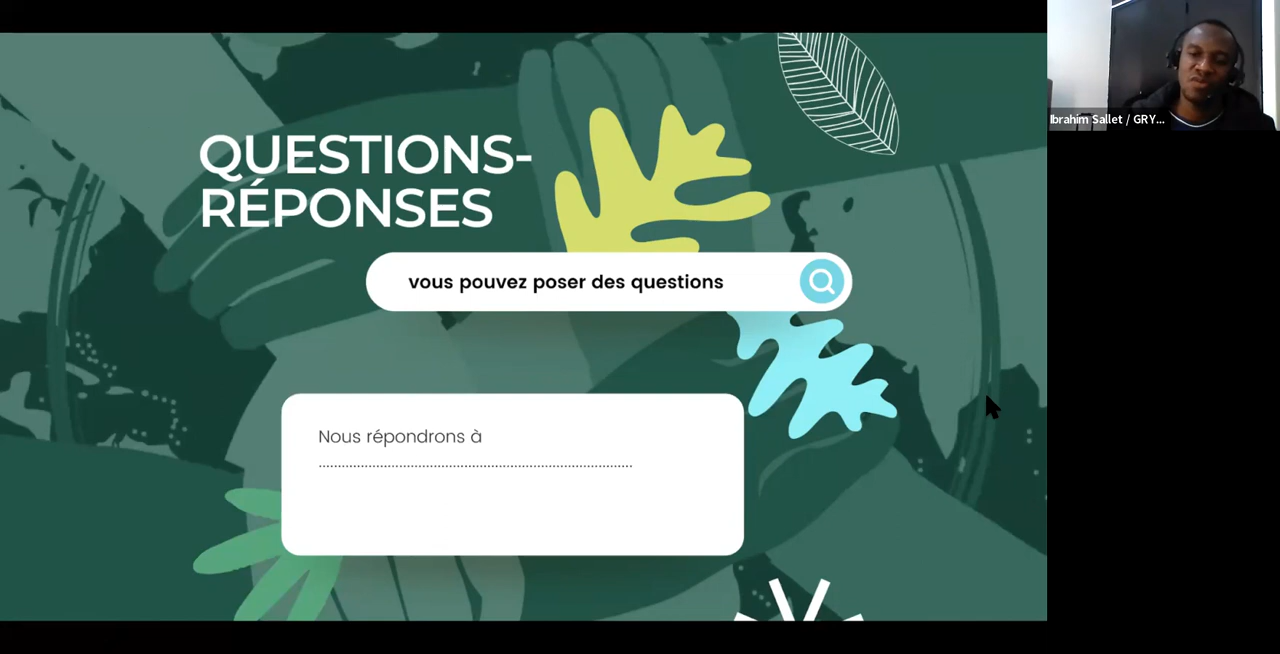 QUESTIONS-
RÉPONSES
vous pouvez poser des questions
Nous répondrons à
................................................................................
Ibrahim Sallet / GRY...